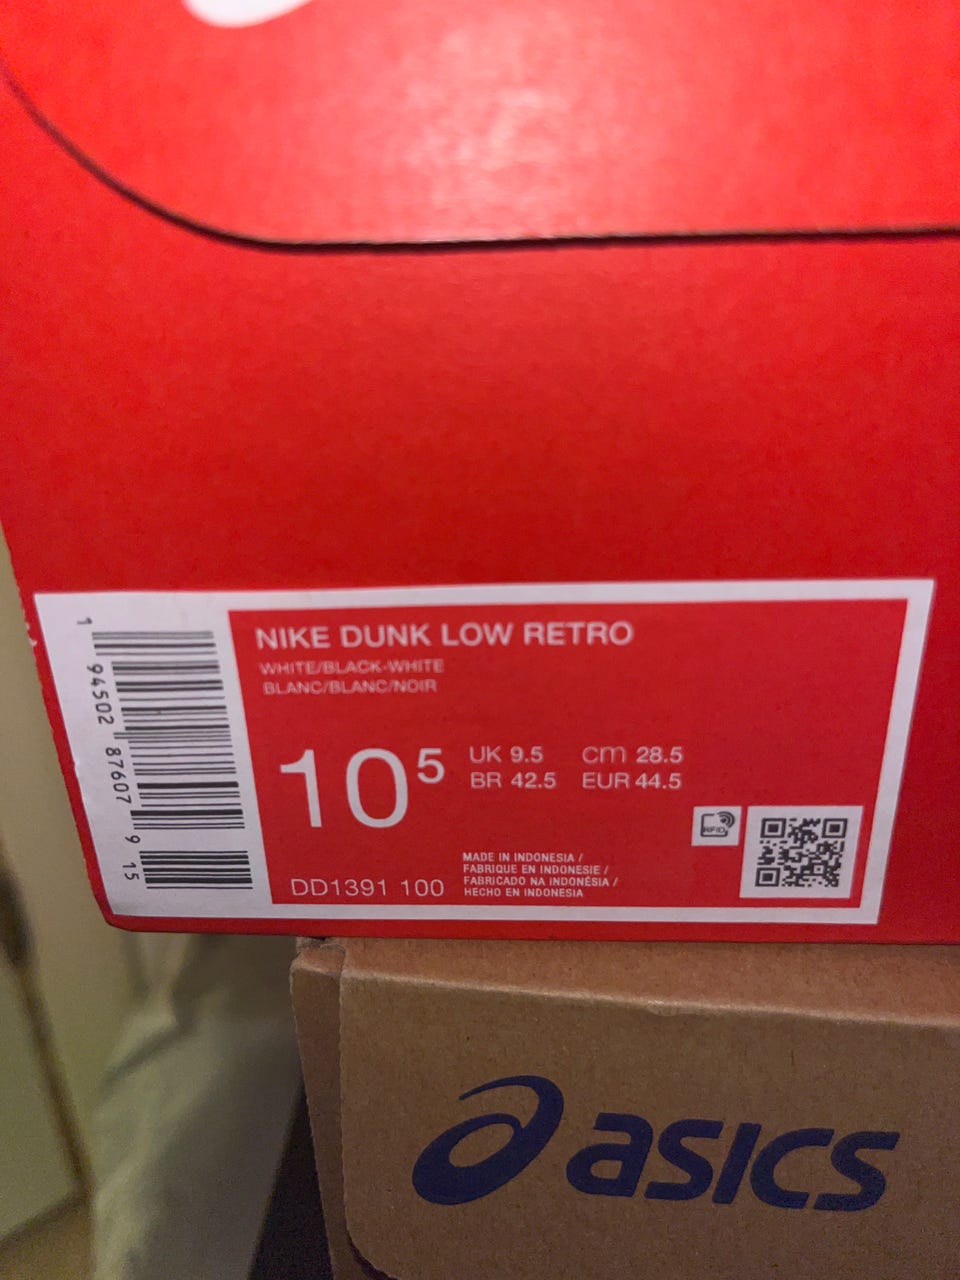 NIKE DUNK LOW RETRO
WHITE/BLACK-WHITE
BLANC/BLANC/NOIR
10⁵
UK 9.5 cm 28.5
BR 42.5 EUR 44.5
RFID
MADE IN INDONESIA /
FABRIQUE EN INDONESIE /
FABRICADO NA INDONÉSIA /
HECHO EN INDONESIA
DD1391 100
1 94502 87607 9 15
asics